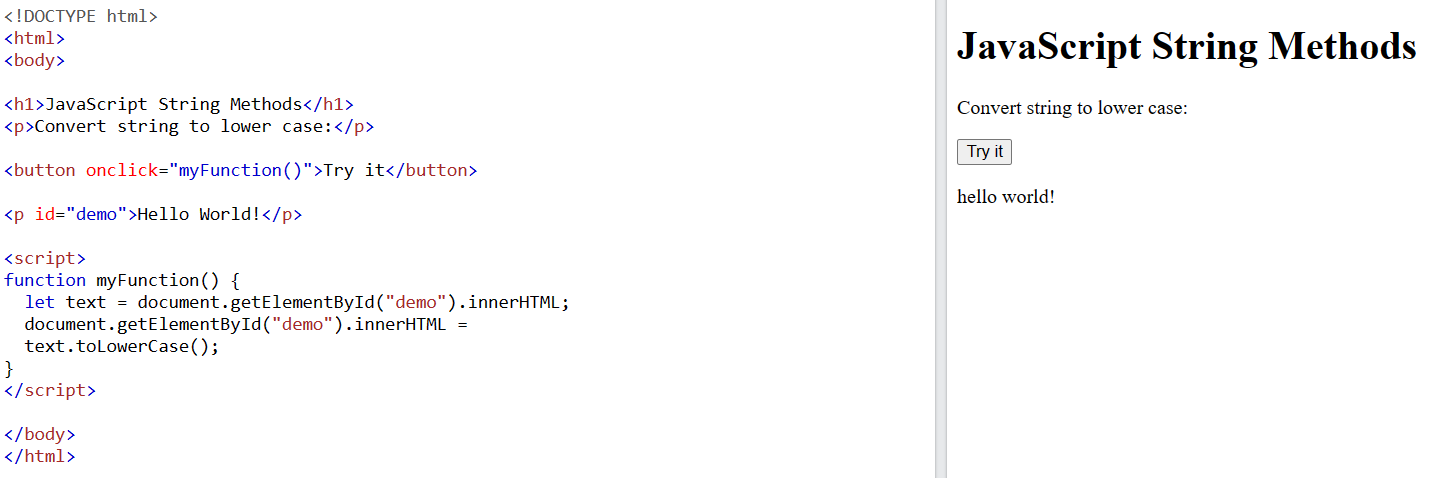 <!DOCTYPE html>
<html>
<body>
<h1>JavaScript String Methods</h1>
<p>Convert string to lower case:</p>
<button onclick="myFunction()">Try it</button>
<p id="demo">Hello World!</p>
<script>
function myFunction() {
  let text = document.getElementById("demo").innerHTML;
  document.getElementById("demo").innerHTML =
  text.toLowerCase();
}
</script>
</body>
</html>
JavaScript String Methods
Convert string to lower case:
Try it
hello world!